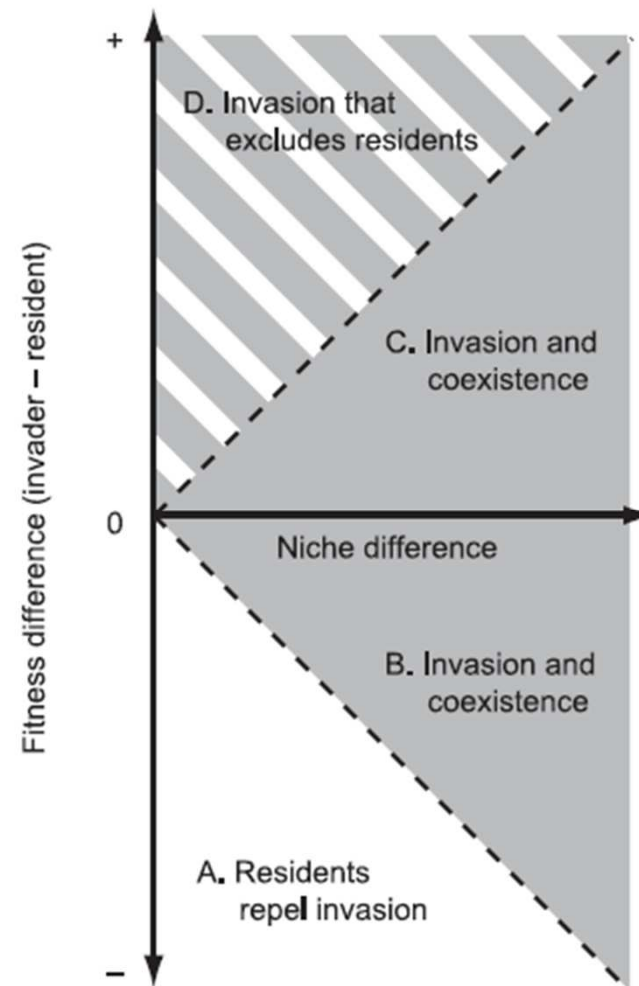 +
D. Invasion that
excludes residents
C. Invasion and
coexistence
Fitness difference (invader – resident)
0
Niche difference
B. Invasion and
coexistence
A. Residents
repel invasion
–